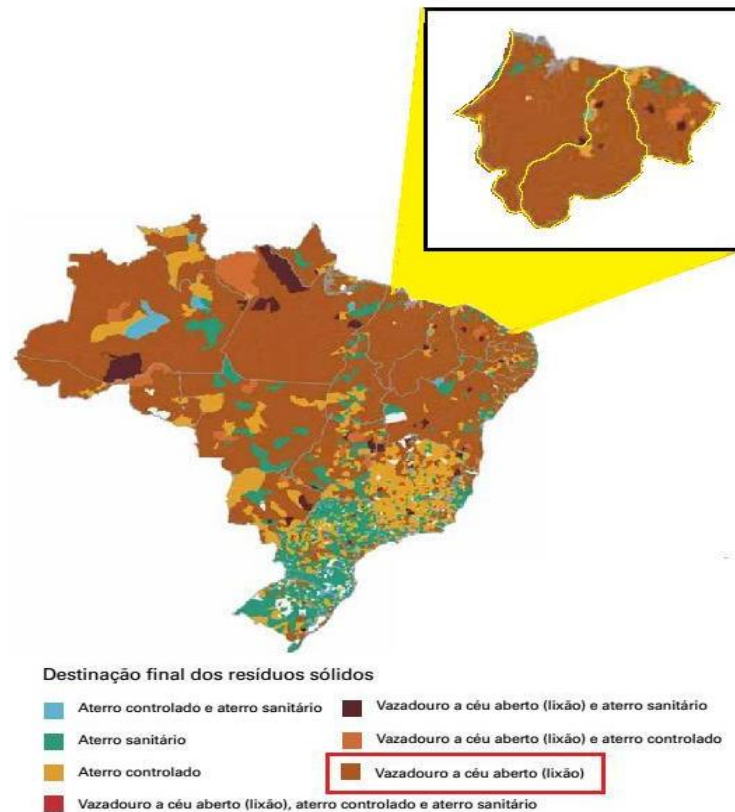 Destinação final dos resíduos sólidos
Aterro controlado e aterro sanitário
Vazadouro a céu aberto (lixão) e aterro sanitário
Aterro sanitário
Vazadouro a céu aberto (lixão) e aterro controlado
Aterro controlado
Vazadouro a céu aberto (lixão)
Vazadouro a céu aberto (lixão), aterro controlado e aterro sanitário